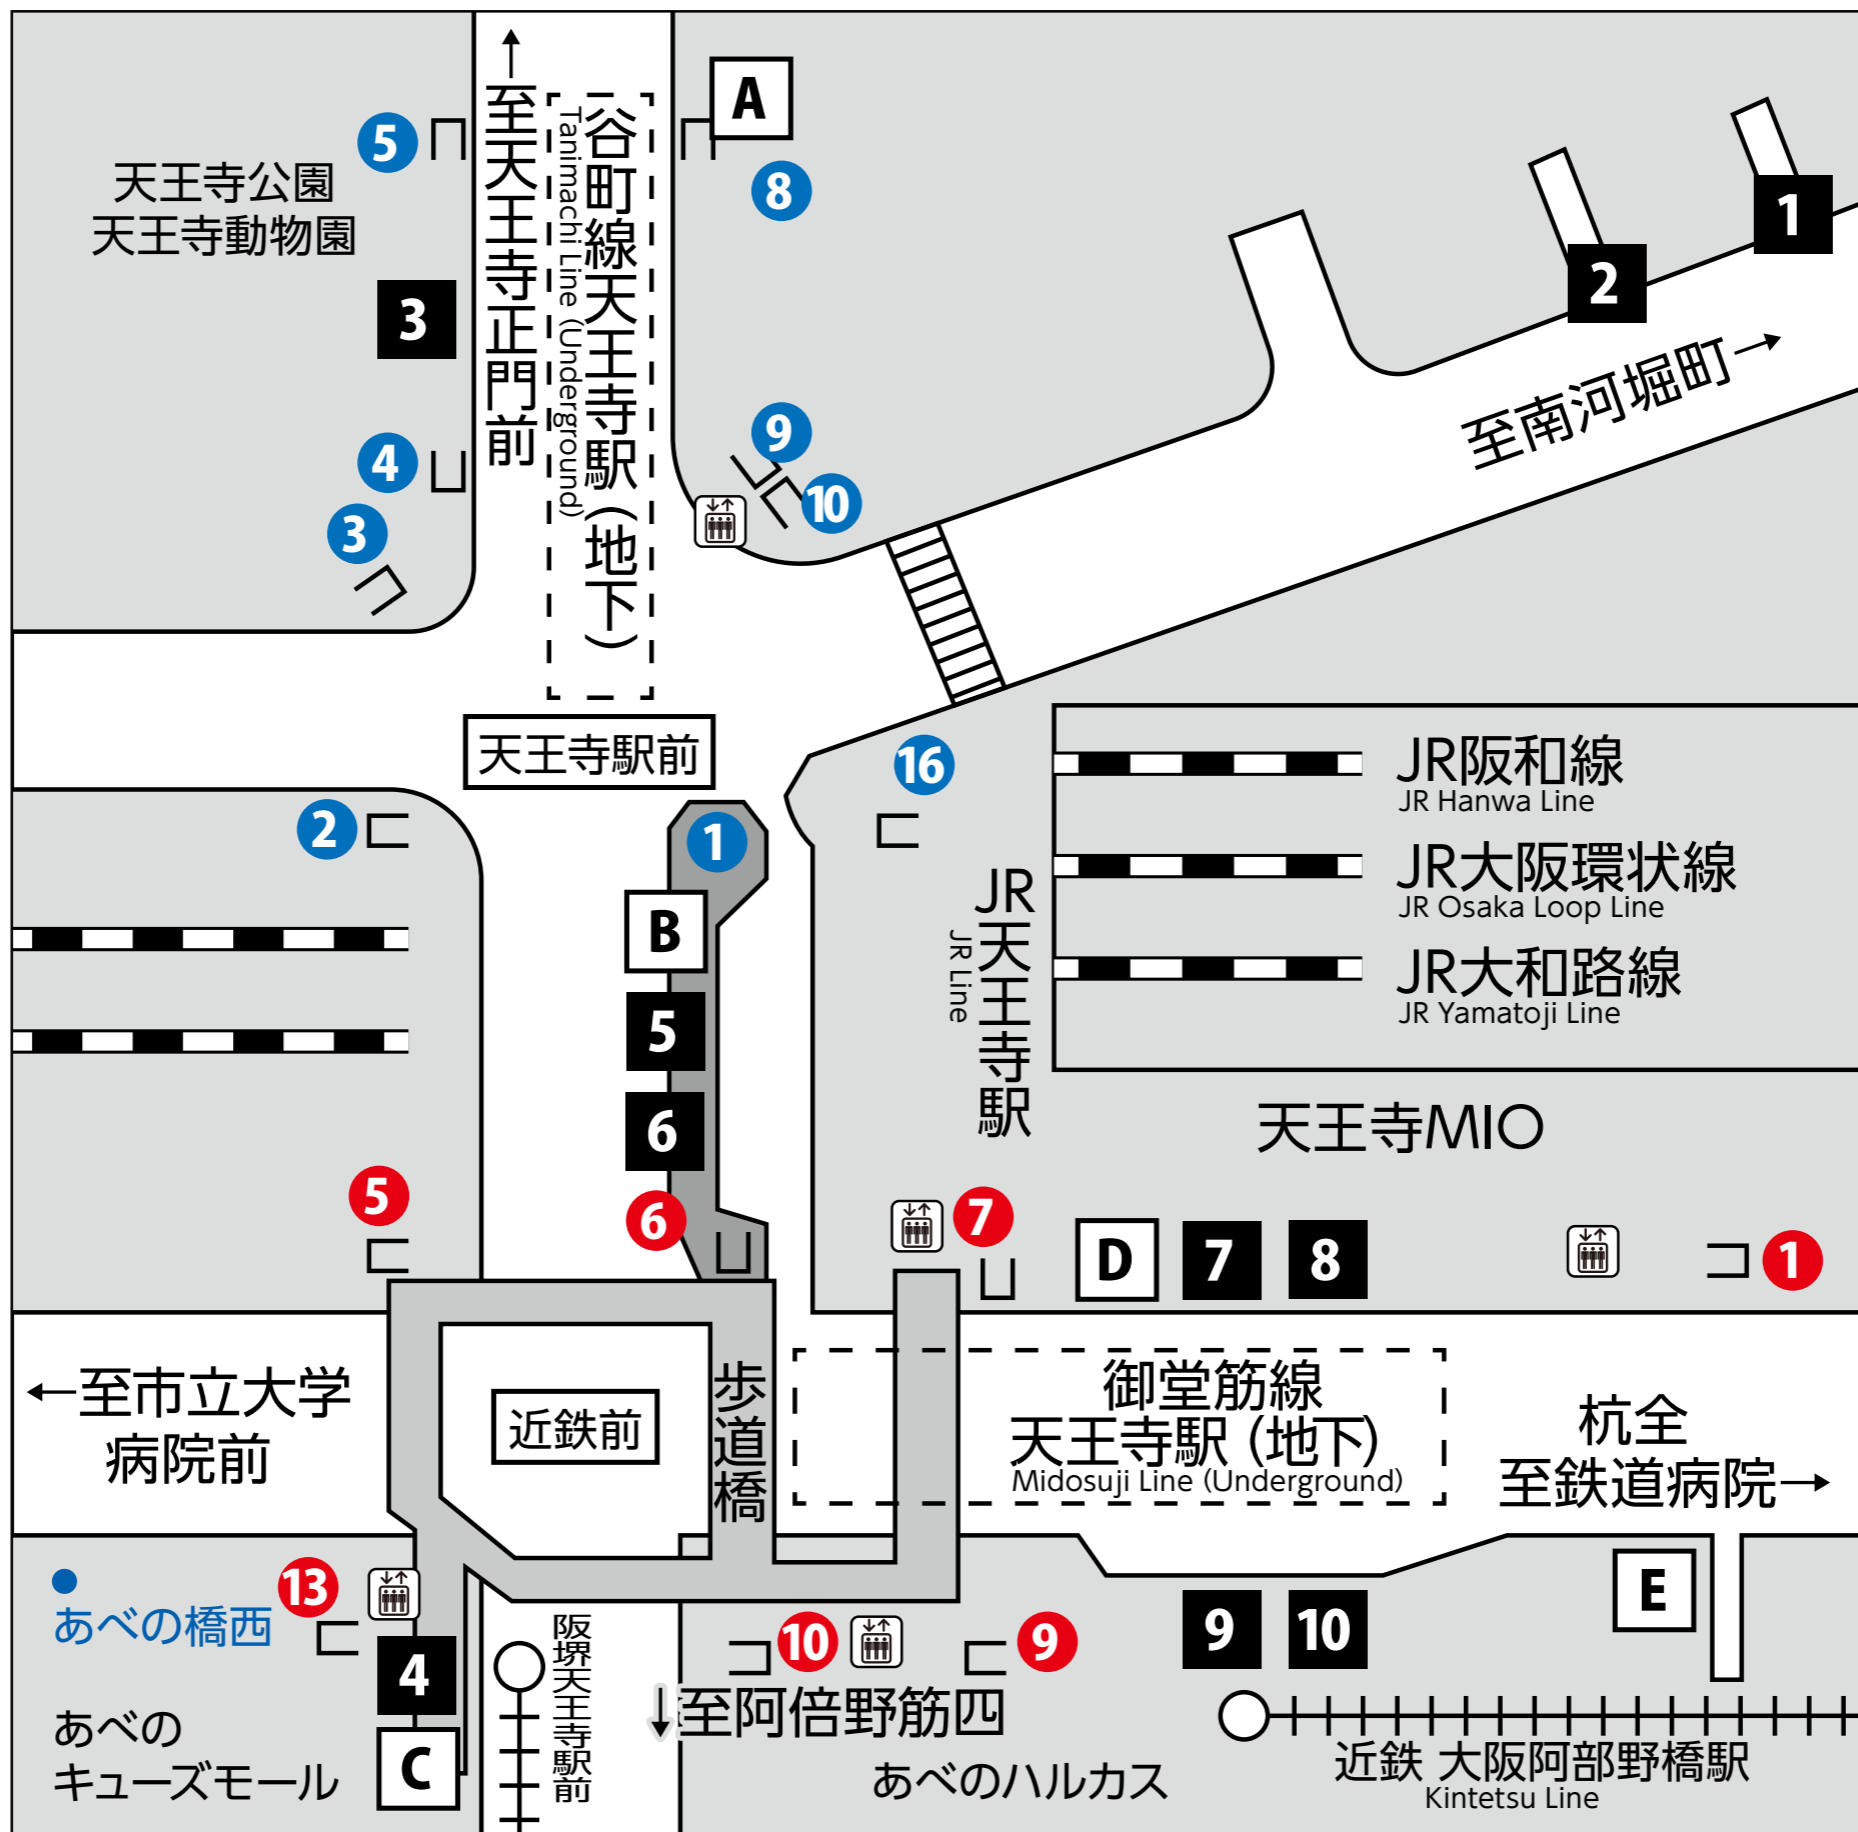 A
5
天王寺公園
天王寺動物園
8
3
至天王寺正門前
谷町線天王寺駅(地下)
Tanimachi Line (Underground)
1
2
至南河堀町
9
10
4
3
天王寺駅前
16
2
1
JR阪和線
JR Hanwa Line
JR大阪環状線
JR Osaka Loop Line
JR大和路線
JR Yamatoji Line
B
5
6
JR天王寺駅
JR Line
天王寺MIO
5
6
7
D
7
8
1
至市立大学
病院前
近鉄前
歩道橋
御堂筋線
天王寺駅(地下)
Midosuji Line (Underground)
杭全
至鉄道病院
あべの橋西
13
4
C
阪堺天王寺駅前
10
9
9
10
E
至阿倍野筋四
あべの
キューズモール
あべのハルカス
近鉄 大阪阿部野橋駅
Kintetsu Line